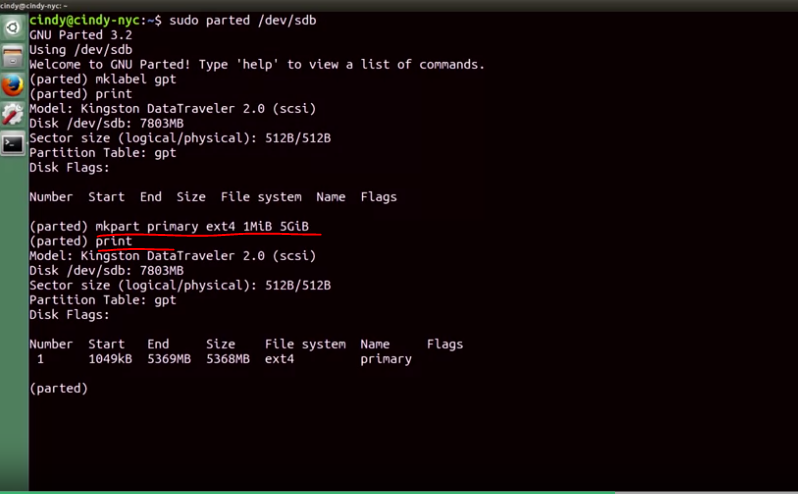 cindy@cindy-nyc: ~
cindy@cindy-nyc:~$ sudo parted /dev/sdb
GNU Parted 3.2
Using /dev/sdb
Welcome to GNU Parted! Type 'help' to view a list of commands.
(parted) mklabel gpt
(parted) print
Model: Kingston DataTraveler 2.0 (scsi)
Disk /dev/sdb: 7803MB
Sector size (logical/physical): 512B/512B
Partition Table: gpt
Disk Flags:
Number  Start  End  Size  File system  Name  Flags
(parted) mkpart primary ext4 1MiB 5GiB
(parted) print
Model: Kingston DataTraveler 2.0 (scsi)
Disk /dev/sdb: 7803MB
Sector size (logical/physical): 512B/512B
Partition Table: gpt
Disk Flags:
Number  Start   End     Size    File system  Name     Flags
 1      1049kB  5369MB  5368MB  ext4         primary
(parted)